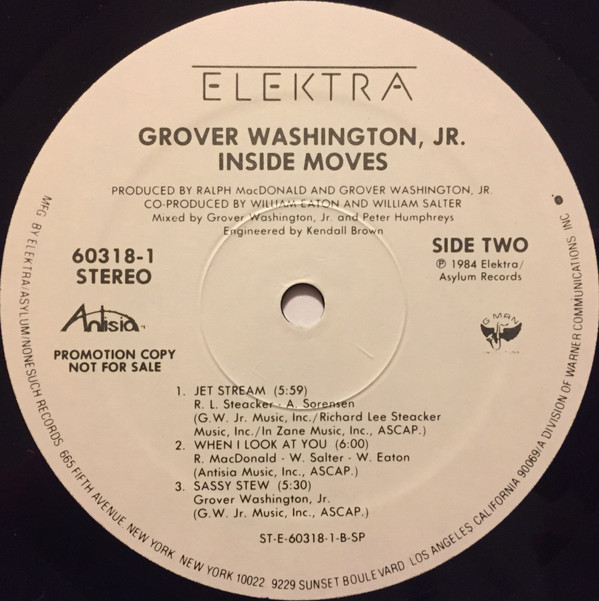 ELEKTRA
GROVER WASHINGTON, JR.
INSIDE MOVES
PRODUCED BY RALPH MacDONALD AND GROVER WASHINGTON, JR.
CO-PRODUCED BY WILLIAM EATON AND WILLIAM SALTER
Mixed by Grover Washington, Jr. and Peter Humphreys
Engineered by Kendall Brown
60318-1
STEREO
SIDE TWO
℗ 1984 Elektra/
Asylum Records
Antisia
PROMOTION COPY
NOT FOR SALE
G MAN
1. JET STREAM (5:59)
R. L. Steacker - A. Sorensen
(G.W. Jr. Music, Inc./Richard Lee Steacker
Music, Inc./In Zane Music, Inc., ASCAP.)
2. WHEN I LOOK AT YOU (6:00)
R. MacDonald - W. Salter - W. Eaton
(Antisia Music, Inc., ASCAP.)
3. SASSY STEW (5:30)
Grover Washington, Jr.
(G.W. Jr. Music, Inc., ASCAP.)
ST-E-60318-1-B-SP
MFG. BY ELEKTRA/ASYLUM/NONESUCH RECORDS. 665 FIFTH AVENUE. NEW YORK. NEW YORK 10022 9229 SUNSET BOULEVARD LOS ANGELES, CALIFORNIA 90069/A DIVISION OF WARNER COMMUNICATIONS INC.